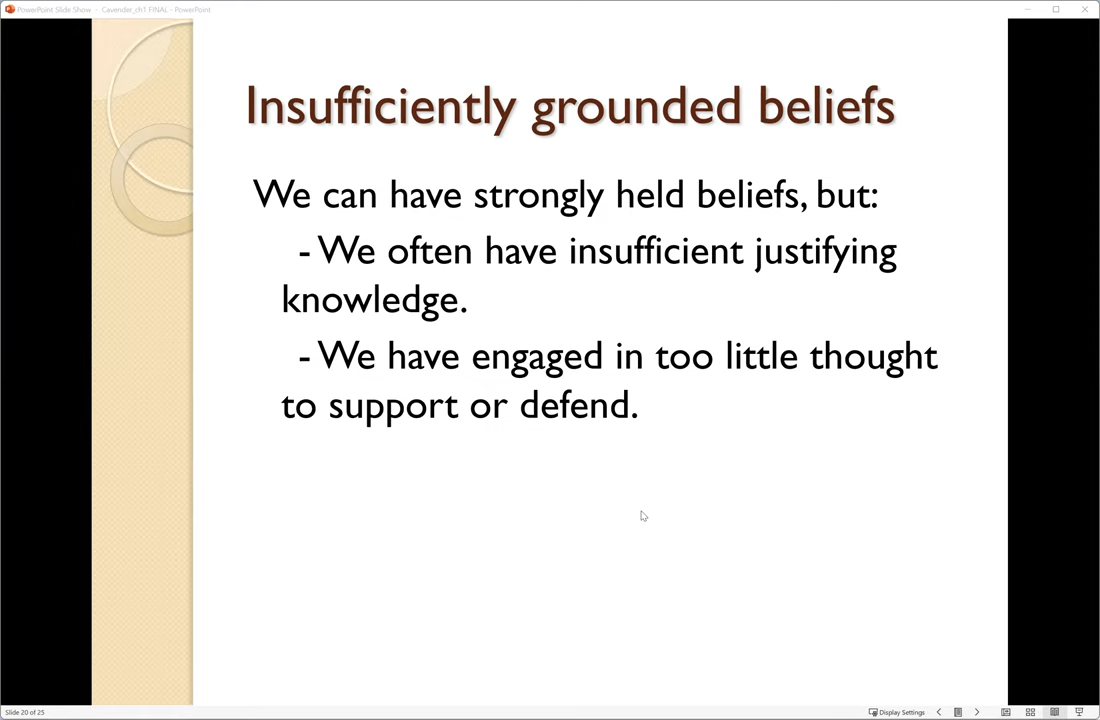 PowerPoint Slide Show - Cavender_ch1 FINAL - PowerPoint
Insufficiently grounded beliefs
We can have strongly held beliefs, but:
- We often have insufficient justifying
knowledge.
- We have engaged in too little thought
to support or defend.
Slide 20 of 25
Display Settings